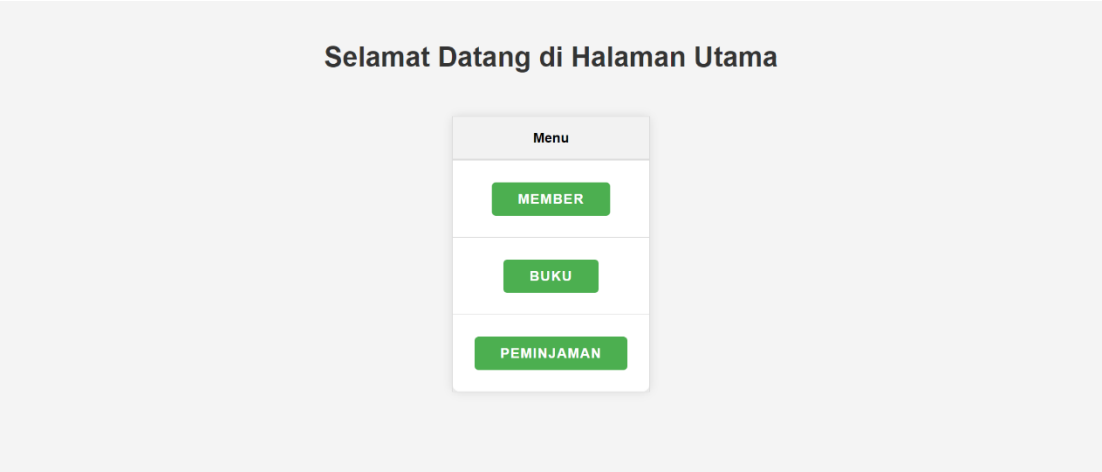 Selamat Datang di Halaman Utama
Menu
MEMBER
BUKU
PEMINJAMAN